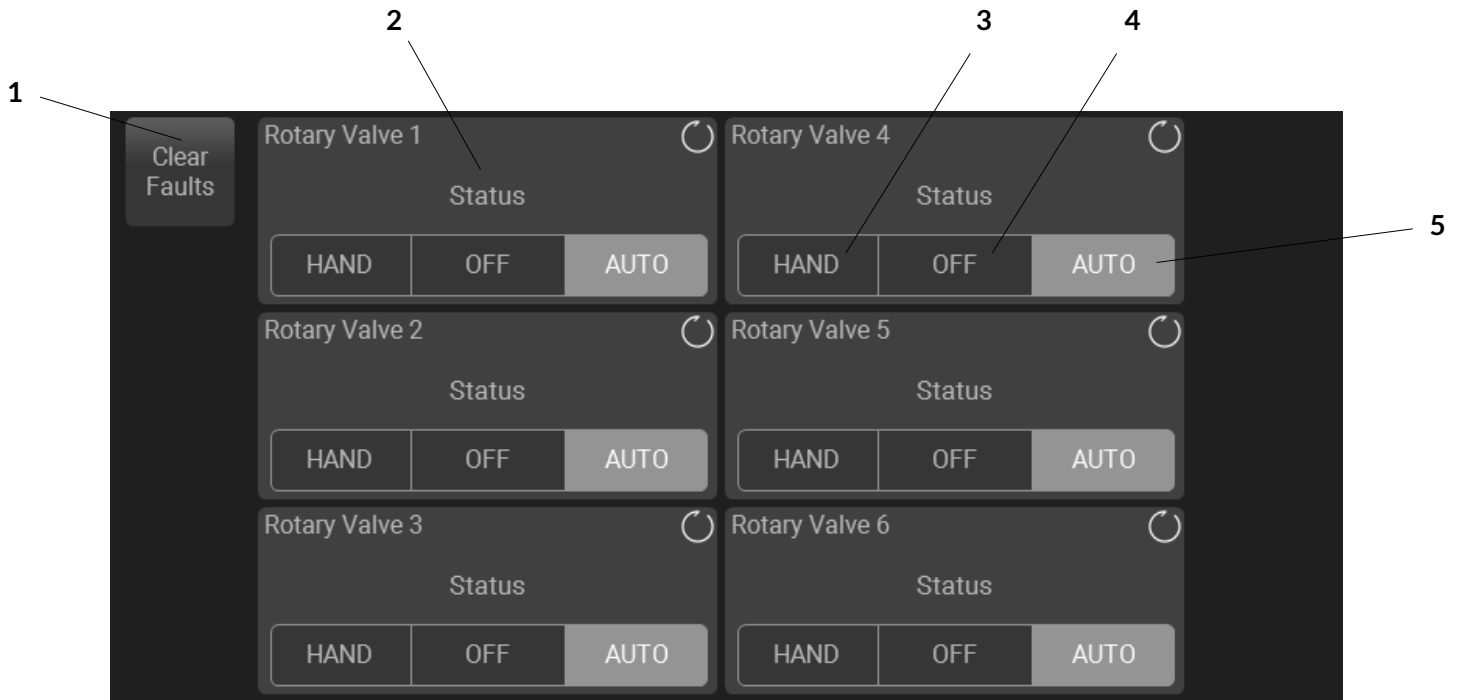 2 3 4
1
Rotary Valve 1 Rotary Valve 4
Clear
Faults
Status Status
5
HAND OFF AUTO HAND OFF AUTO
Rotary Valve 2 Rotary Valve 5
Status Status
HAND OFF AUTO HAND OFF AUTO
Rotary Valve 3 Rotary Valve 6
Status Status
HAND OFF AUTO HAND OFF AUTO